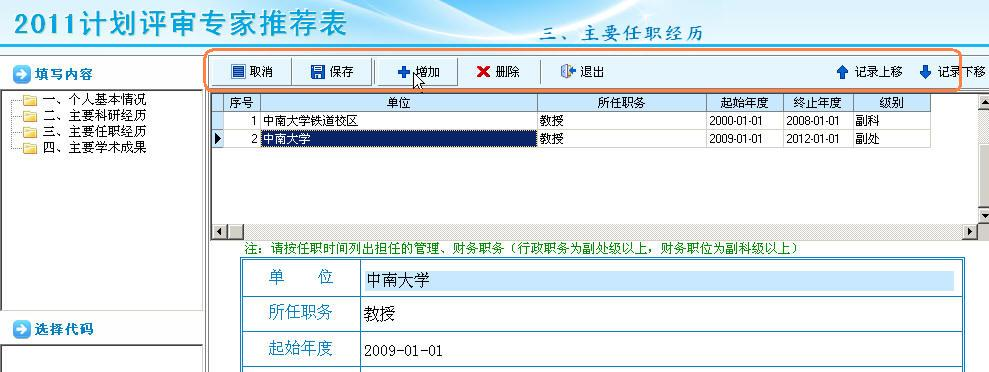 2011计划评审专家推荐表
三、主要任职经历
取消 保存 增加 删除 退出 记录上移 记录下移
填写内容
一、个人基本情况
二、主要科研经历
三、主要任职经历
四、主要学术成果
序号 单位 所任职务 起始年度 终止年度 级别
1 中南大学铁道校区 教授 2000-01-01 2008-01-01 副科
2 中南大学 教授 2009-01-01 2012-01-01 副处
注：请按任职时间列出担任的管理、财务职务（行政职务为副处级以上，财务职位为副科级以上）
单 位 中南大学
所任职务 教授
起始年度 2009-01-01
选择代码